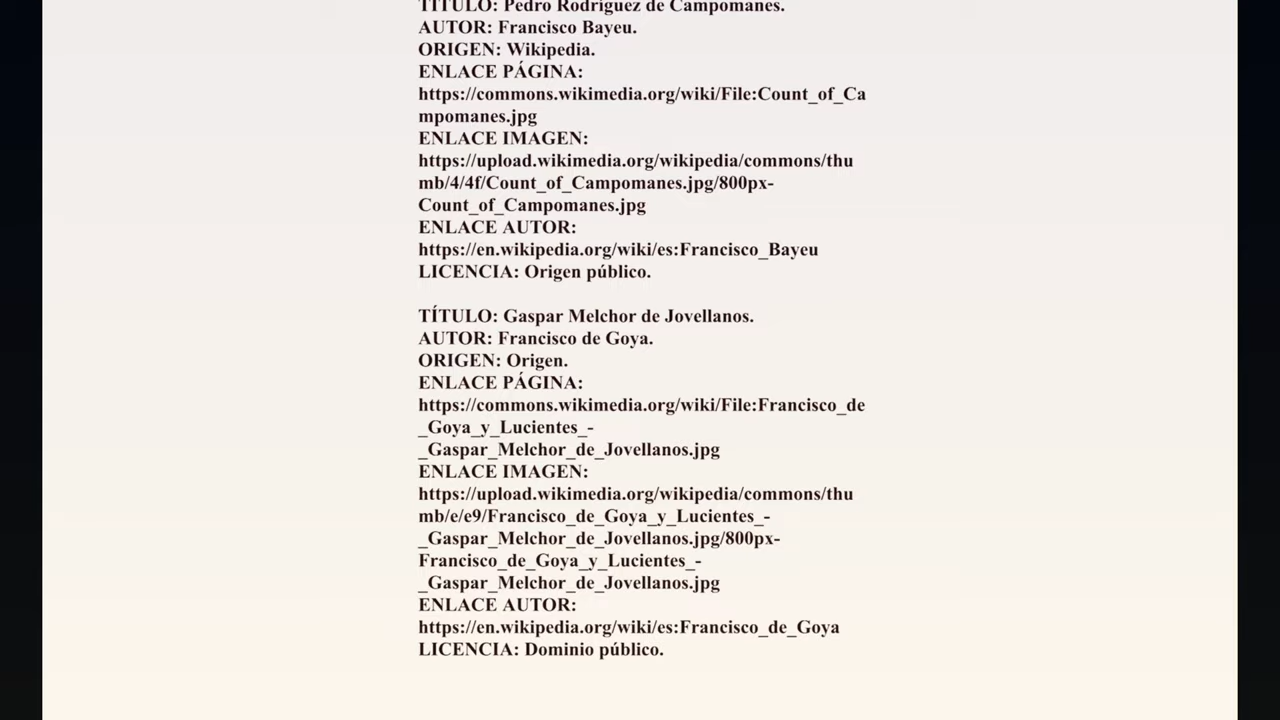 TÍTULO: Pedro Rodríguez de Campomanes.
AUTOR: Francisco Bayeu.
ORIGEN: Wikipedia.
ENLACE PÁGINA:
https://commons.wikimedia.org/wiki/File:Count_of_Ca
mpomanes.jpg
ENLACE IMAGEN:
https://upload.wikimedia.org/wikipedia/commons/thu
mb/4/4f/Count_of_Campomanes.jpg/800px-
Count_of_Campomanes.jpg
ENLACE AUTOR:
https://en.wikipedia.org/wiki/es:Francisco_Bayeu
LICENCIA: Origen público.
TÍTULO: Gaspar Melchor de Jovellanos.
AUTOR: Francisco de Goya.
ORIGEN: Origen.
ENLACE PÁGINA:
https://commons.wikimedia.org/wiki/File:Francisco_de
_Goya_y_Lucientes_-
_Gaspar_Melchor_de_Jovellanos.jpg
ENLACE IMAGEN:
https://upload.wikimedia.org/wikipedia/commons/thu
mb/e/e9/Francisco_de_Goya_y_Lucientes_-
_Gaspar_Melchor_de_Jovellanos.jpg/800px-
Francisco_de_Goya_y_Lucientes_-
_Gaspar_Melchor_de_Jovellanos.jpg
ENLACE AUTOR:
https://en.wikipedia.org/wiki/es:Francisco_de_Goya
LICENCIA: Dominio público.